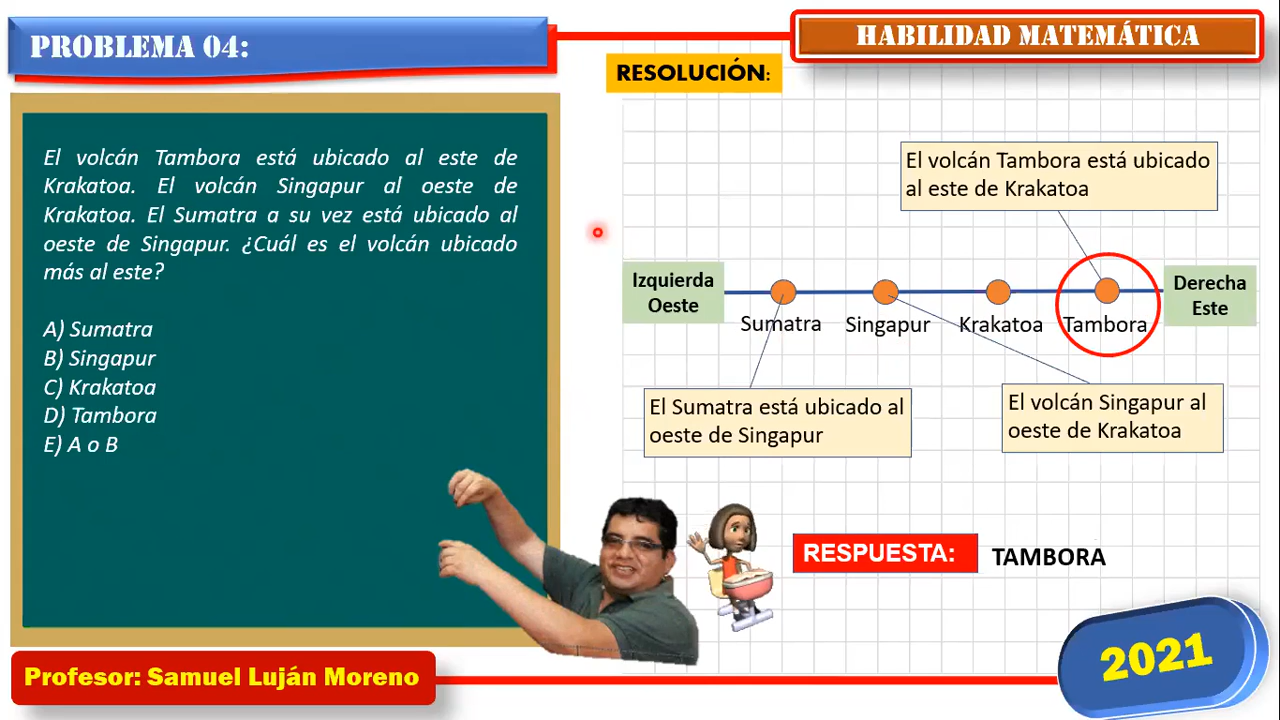 PROBLEMA 04:
HABILIDAD MATEMÁTICA
RESOLUCIÓN:
El volcán Tambora está ubicado al este de
Krakatoa. El volcán Singapur al oeste de
Krakatoa. El Sumatra a su vez está ubicado al
oeste de Singapur. ¿Cuál es el volcán ubicado
más al este?
A) Sumatra
B) Singapur
C) Krakatoa
D) Tambora
E) A o B
El volcán Tambora está ubicado
al este de Krakatoa
Izquierda
Oeste
Derecha
Este
Sumatra
Singapur
Krakatoa
Tambora
El Sumatra está ubicado al
oeste de Singapur
El volcán Singapur al
oeste de Krakatoa
RESPUESTA:
TAMBORA
Profesor: Samuel Luján Moreno
2021